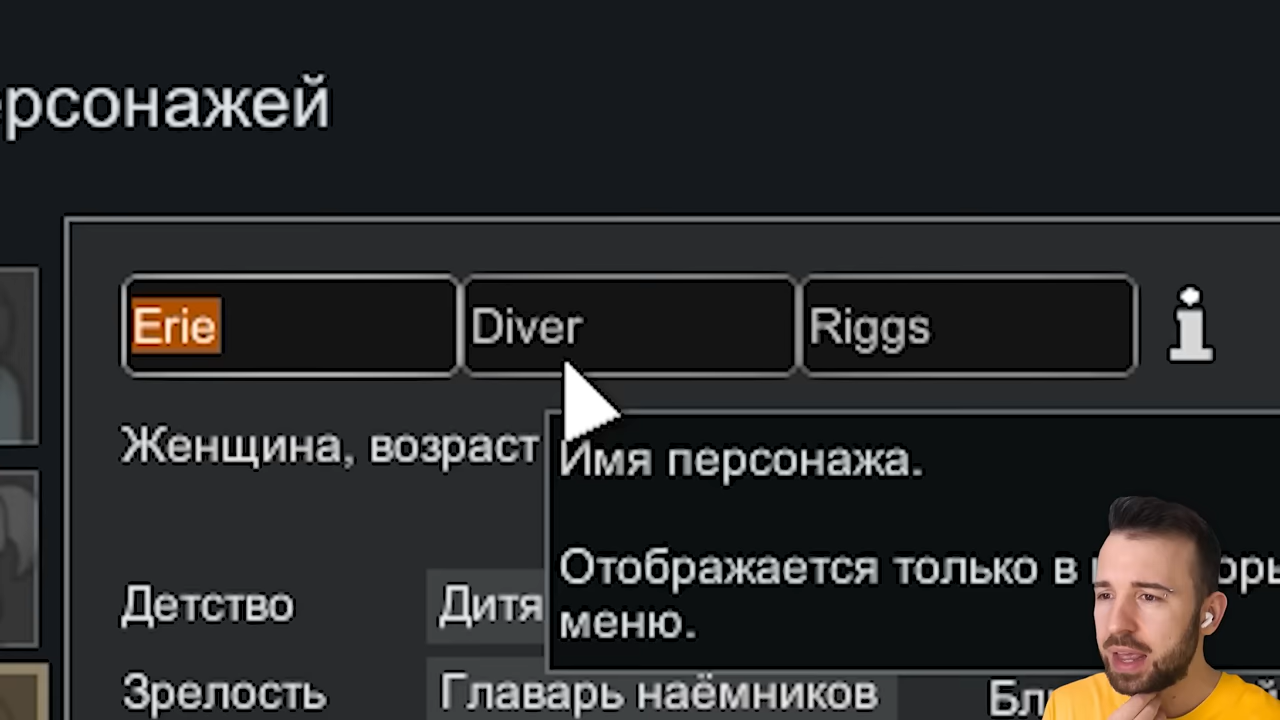 ерсонажей
Erie Diver Riggs
Женщина, возраст
Имя персонажа.
Отображается только в
меню.
Детство Дитя
Зрелость Главарь наёмников